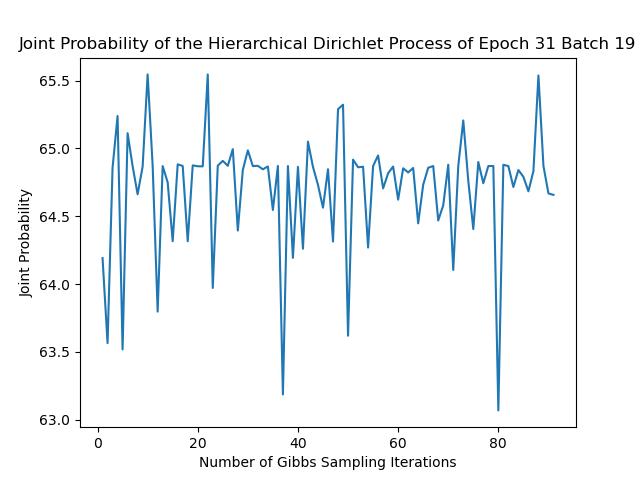 Joint Probability of the Hierarchical Dirichlet Process of Epoch 31 Batch 19
65.5
65.0
64.5
64.0
63.5
63.0
Joint Probability
0 20 40 60 80
Number of Gibbs Sampling Iterations